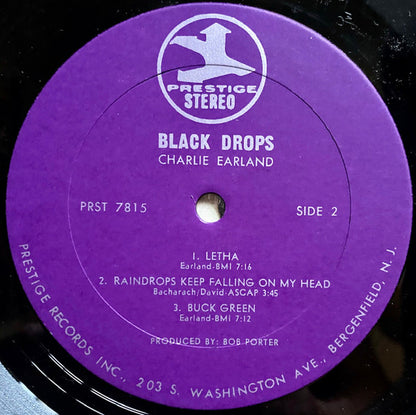 PRESTIGE
STEREO
BLACK DROPS
CHARLIE EARLAND
PRST 7815
SIDE 2
1. LETHA
Earland-BMI 7:16
2. RAINDROPS KEEP FALLING ON MY HEAD
Bacharach/David-ASCAP 3:45
3. BUCK GREEN
Earland-BMI 7:12
PRODUCED BY: BOB PORTER
PRESTIGE RECORDS INC., 203 S. WASHINGTON AVE., BERGENFIELD, N. J.